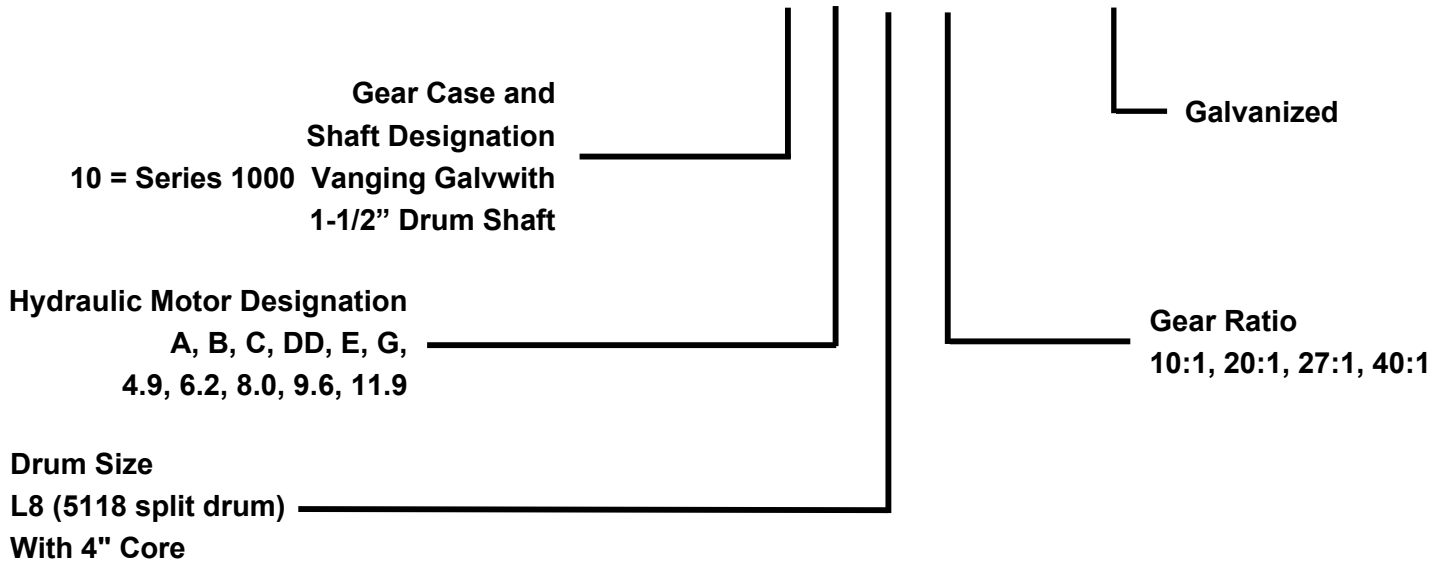 Gear Case and
Shaft Designation
10 = Series 1000  Vanging Galvwith
1-1/2” Drum Shaft
Galvanized
Hydraulic Motor Designation
A, B, C, DD, E, G,
4.9, 6.2, 8.0, 9.6, 11.9
Gear Ratio
10:1, 20:1, 27:1, 40:1
Drum Size
L8 (5118 split drum)
With 4" Core